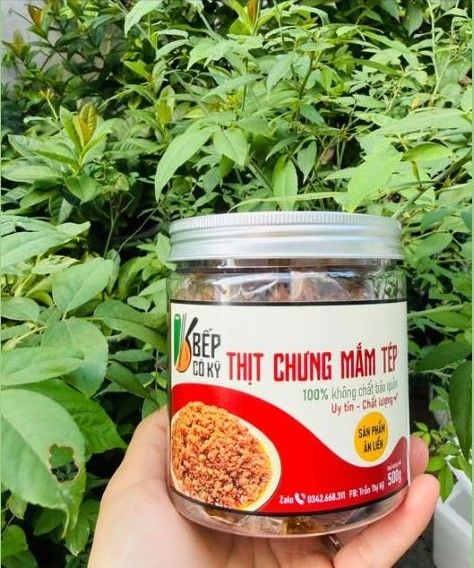 BẾP
CÔ KỲ
THỊT CHƯNG MẮM TÉP
100% không chất bảo quản
Uy tín - Chất lượng
SẢN PHẨM
ĂN LIỀN
Zalo 0342.668.311 FB: Trần Thị Kỳ
500g